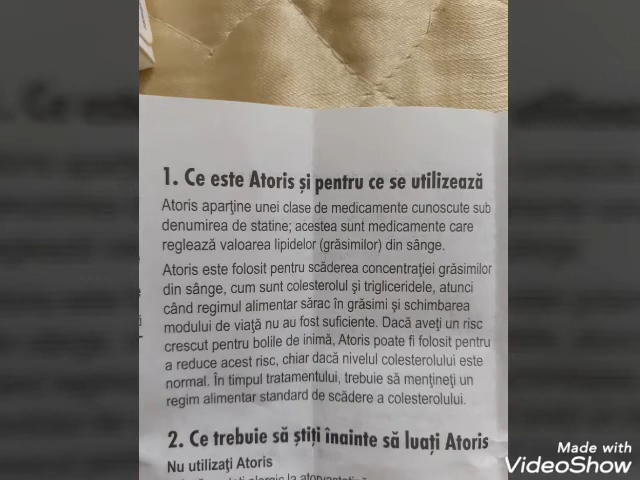 1. Ce este Atoris și pentru ce se utilizează
Atoris aparţine unei clase de medicamente cunoscute sub
denumirea de statine; acestea sunt medicamente care
reglează valoarea lipidelor (grăsimilor) din sânge.
Atoris este folosit pentru scăderea concentraţiei grăsimilor
din sânge, cum sunt colesterolul şi trigliceridele, atunci
când regimul alimentar sărac în grăsimi şi schimbarea
modului de viaţă nu au fost suficiente. Dacă aveţi un risc
crescut pentru bolile de inimă, Atoris poate fi folosit pentru
a reduce acest risc, chiar dacă nivelul colesterolului este
normal. În timpul tratamentului, trebuie să menţineţi un
regim alimentar standard de scădere a colesterolului.
2. Ce trebuie să știți înainte să luați Atoris
Nu utilizaţi Atoris
Made with
VideoShow